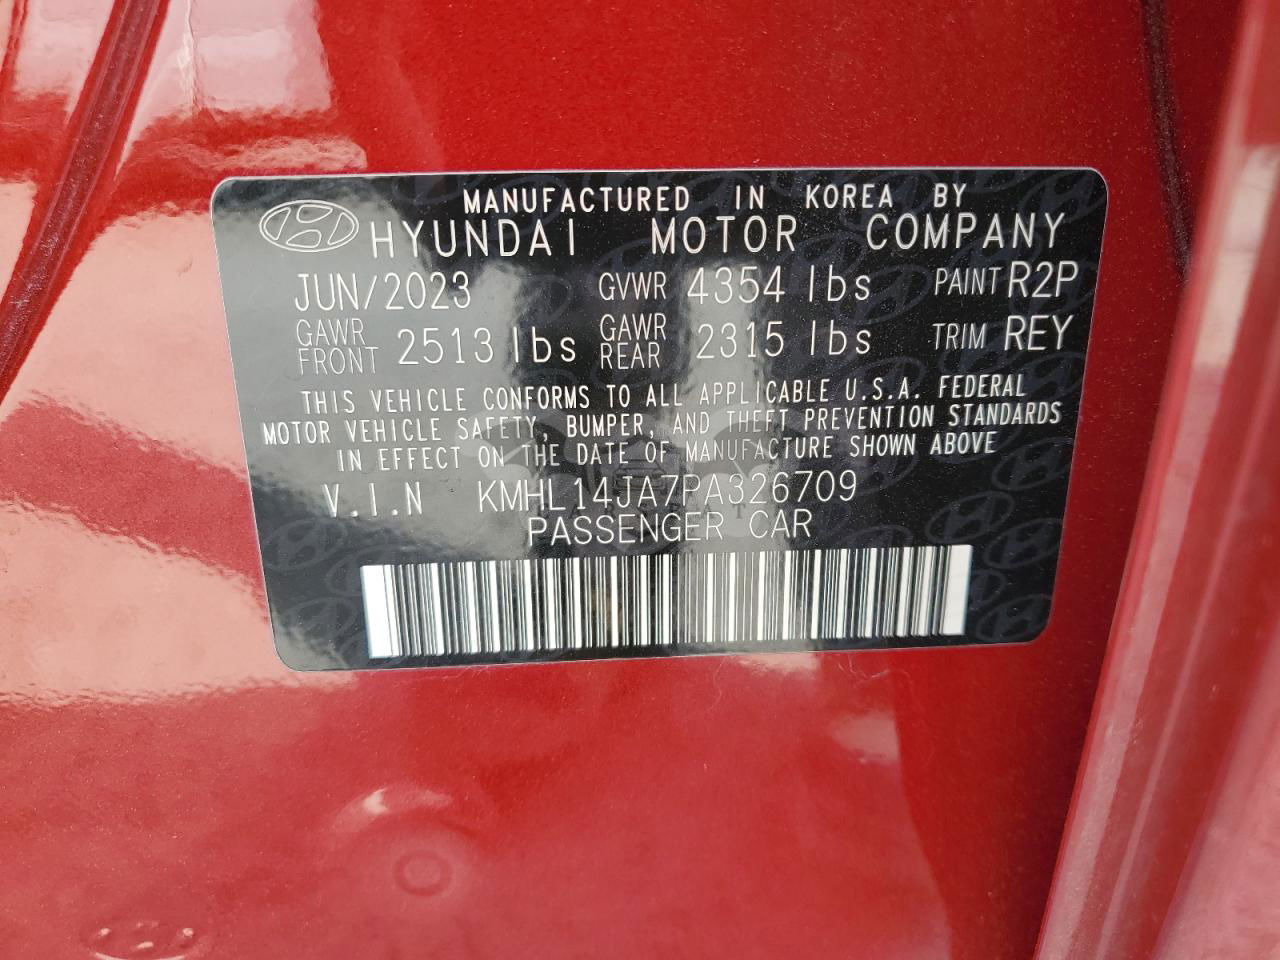 MANUFACTURED IN KOREA BY
HYUNDAI MOTOR COMPANY
JUN/2023 GVWR 4354 lbs PAINT R2P
GAWR FRONT 2513 lbs GAWR REAR 2315 lbs TRIM REY
THIS VEHICLE CONFORMS TO ALL APPLICABLE U.S.A. FEDERAL
MOTOR VEHICLE SAFETY, BUMPER, AND THEFT PREVENTION STANDARDS
IN EFFECT ON THE DATE OF MANUFACTURE SHOWN ABOVE
V.I.N KMHL14JA7PA326709
PASSENGER CAR